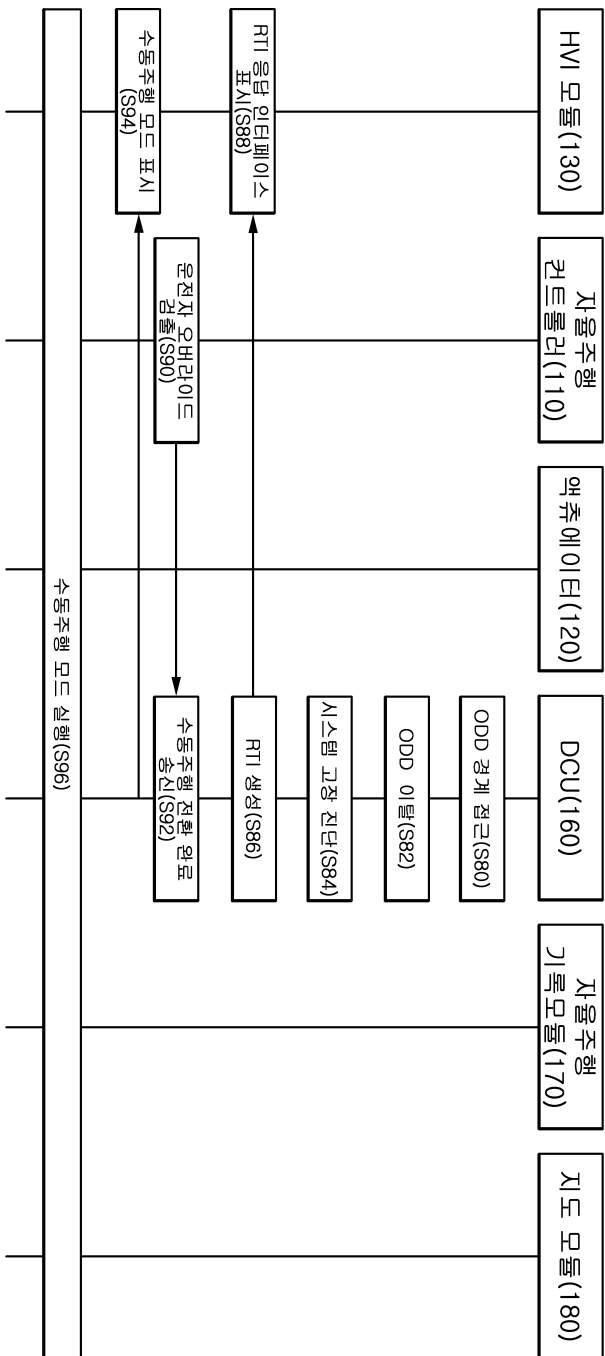 HVI 모듈(130)
자율주행
컨트롤러(110)
액츄에이터(120)
DCU(160)
자율주행
기록모듈(170)
지도 모듈(180)
ODD 경계 접근(S80)
ODD 이탈(S82)
시스템 고장 진단(S84)
RTI 생성(S86)
RTI 응답 인터페이스
표시(S88)
운전자 오버라이드
검출(S90)
수동주행 전환 완료
송신(S92)
수동주행 모드 표시
(S94)
수동주행 모드 실행(S96)